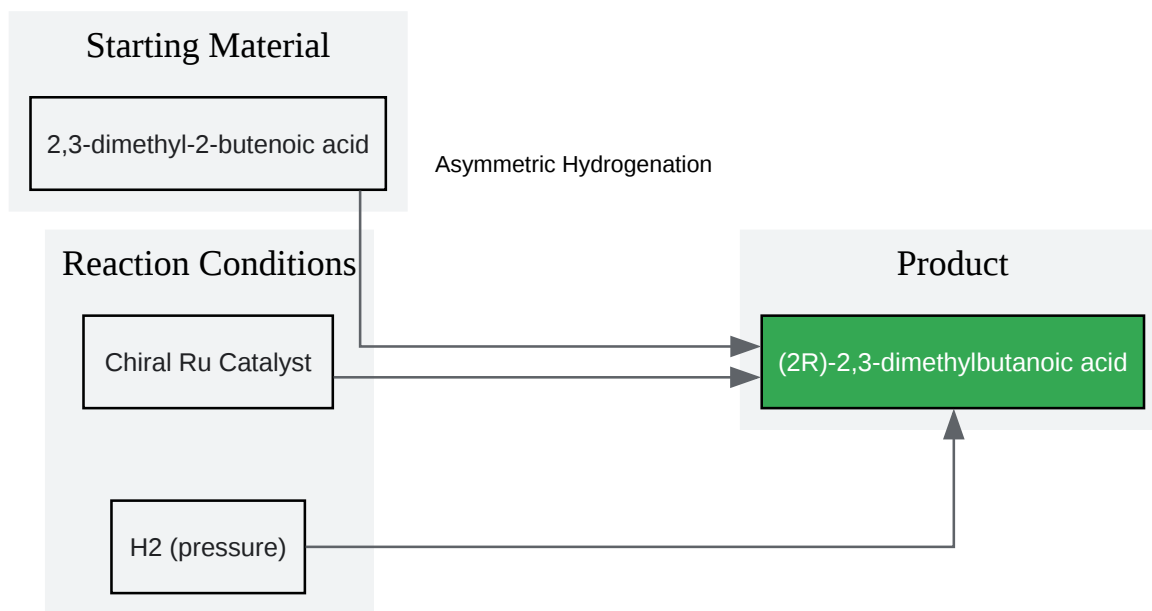 Starting Material
2,3-dimethyl-2-butenoic acid
Asymmetric Hydrogenation
Reaction Conditions
Product
Chiral Ru Catalyst
(2R)-2,3-dimethylbutanoic acid
H2 (pressure)